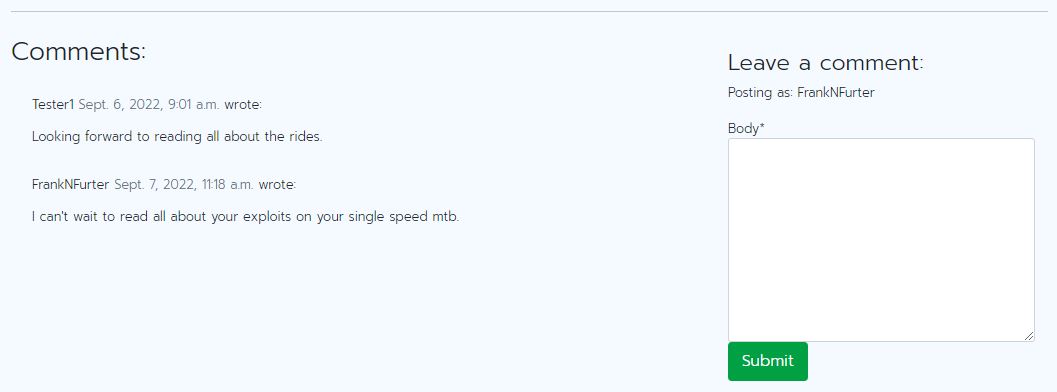 Comments:
Tester1 Sept. 6, 2022, 9:01 a.m. wrote:
Looking forward to reading all about the rides.
FrankNFurter Sept. 7, 2022, 11:18 a.m. wrote:
I can't wait to read all about your exploits on your single speed mtb.
Leave a comment:
Posting as: FrankNFurter
Body*
Submit